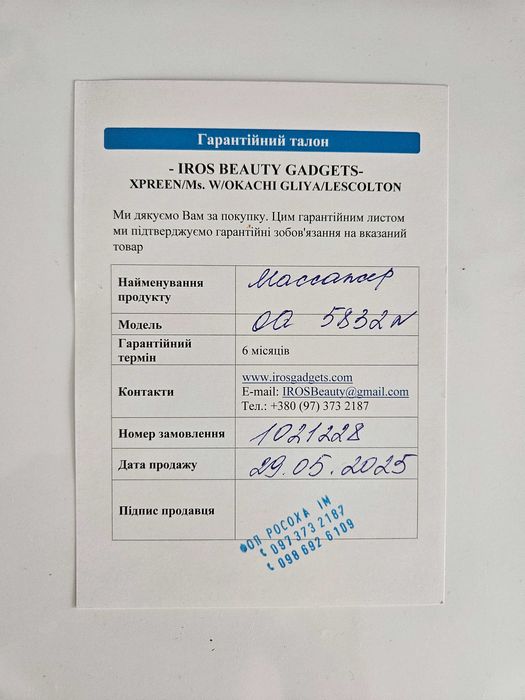 Гарантійний талон
- IROS BEAUTY GADGETS-
XPREEN/Ms. W/OKACHI GLIYA/LESCOLTON
Ми дякуємо Вам за покупку. Цим гарантійним листом
ми підтверджуємо гарантійні зобов'язання на вказаний
товар
Найменування продукту Массажер
Модель OQ 5832N
Гарантійний термін 6 місяців
Контакти www.irosgadgets.com
E-mail: IROSBeauty@gmail.com
Тел.: +380 (97) 373 2187
Номер замовлення 1021228
Дата продажу 29.05.2025
Підпис продавця
ФОП РОСОХА ІМ
097 373 2187
098 692 6109